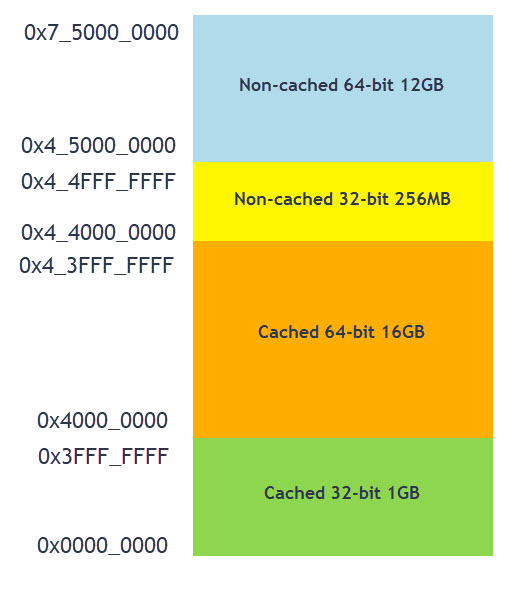 0x7_5000_0000
Non-cached 64-bit 12GB
0x4_5000_0000
0x4_4FFF_FFFF
Non-cached 32-bit 256MB
0x4_4000_0000
0x4_3FFF_FFFF
Cached 64-bit 16GB
0x4000_0000
0x3FFF_FFFF
Cached 32-bit 1GB
0x0000_0000